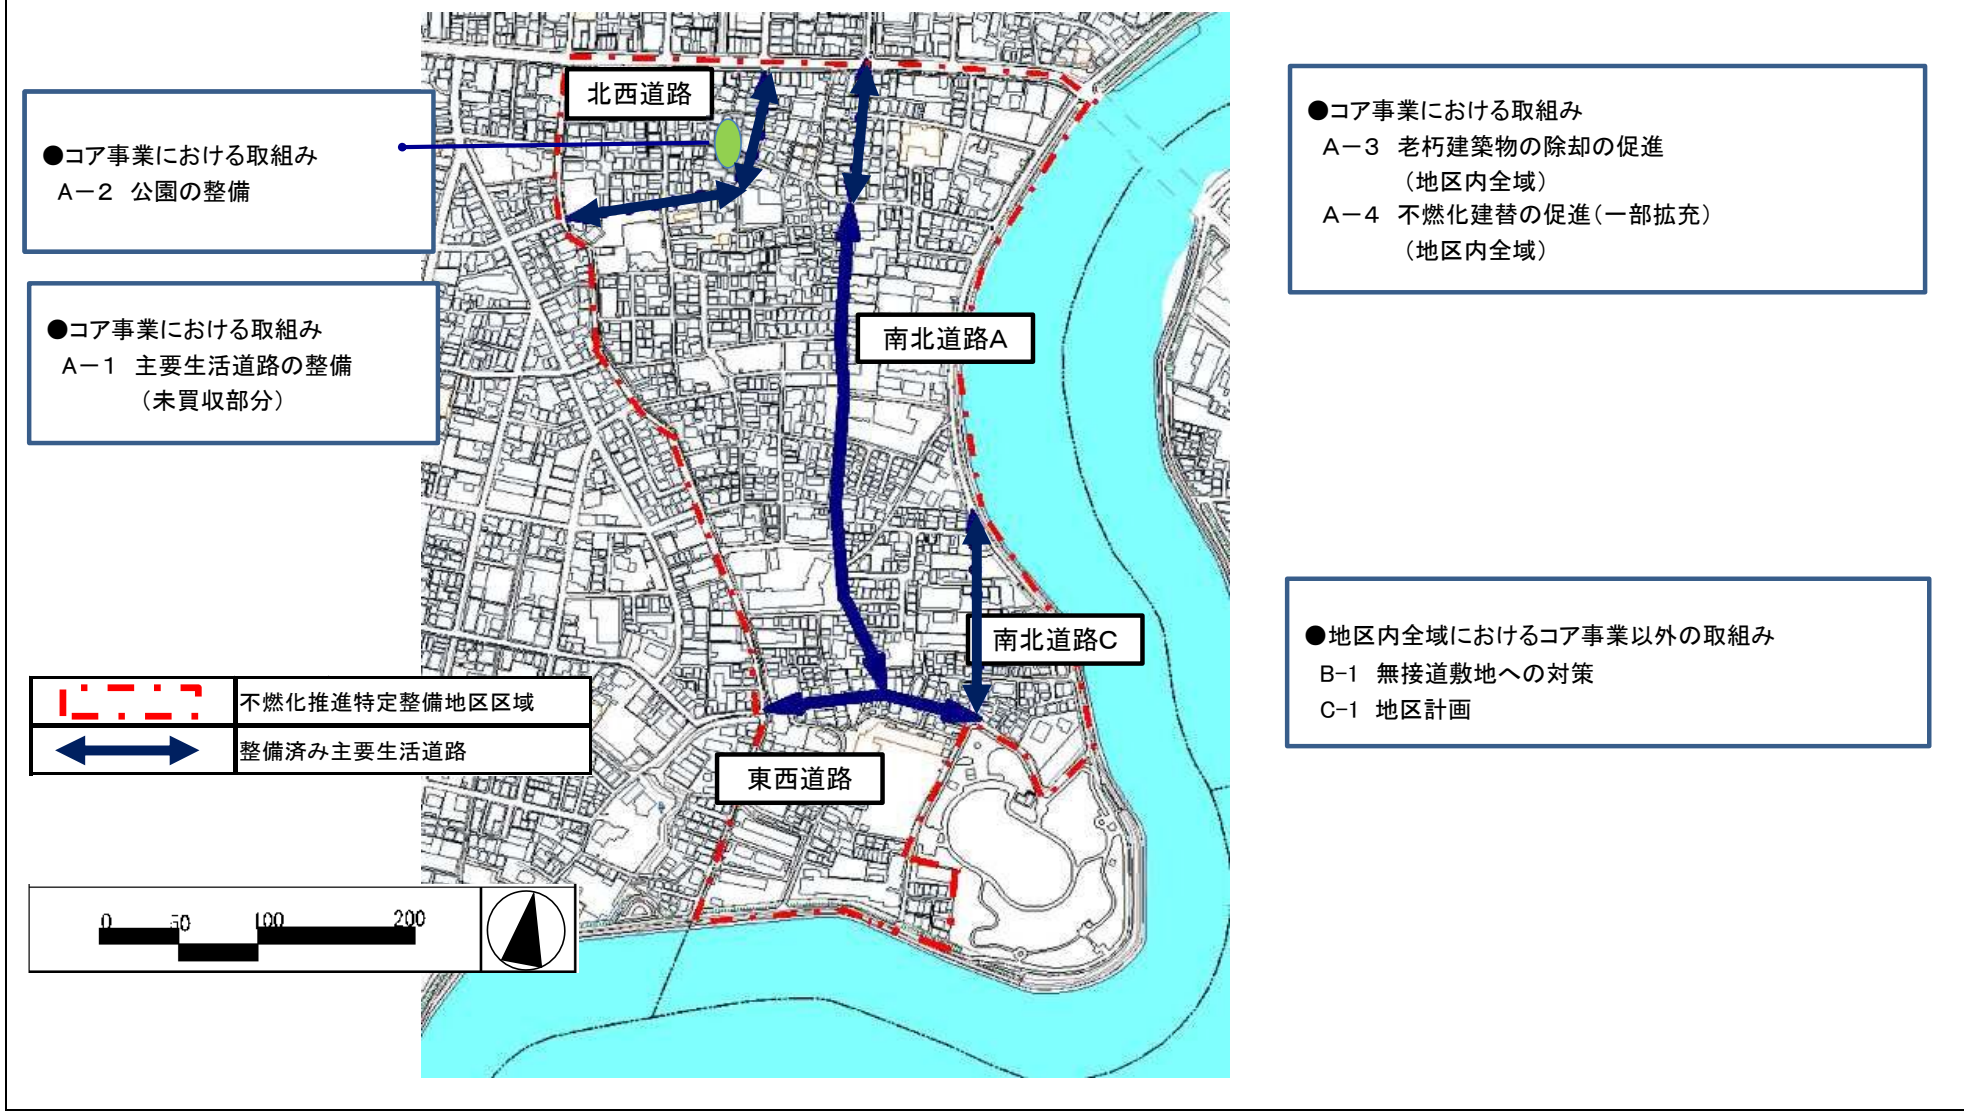 北西道路
●コア事業における取組み
A－2　公園の整備
●コア事業における取組み
A－1　主要生活道路の整備
（未買収部分）
●コア事業における取組み
A－3　老朽建築物の除却の促進
（地区内全域）
A－4　不燃化建替の促進（一部拡充）
（地区内全域）
南北道路A
南北道路C
●地区内全域におけるコア事業以外の取組み
B-1　無接道敷地への対策
C-1　地区計画
不燃化推進特定整備地区区域
整備済み主要生活道路
東西道路
0 50 100 200